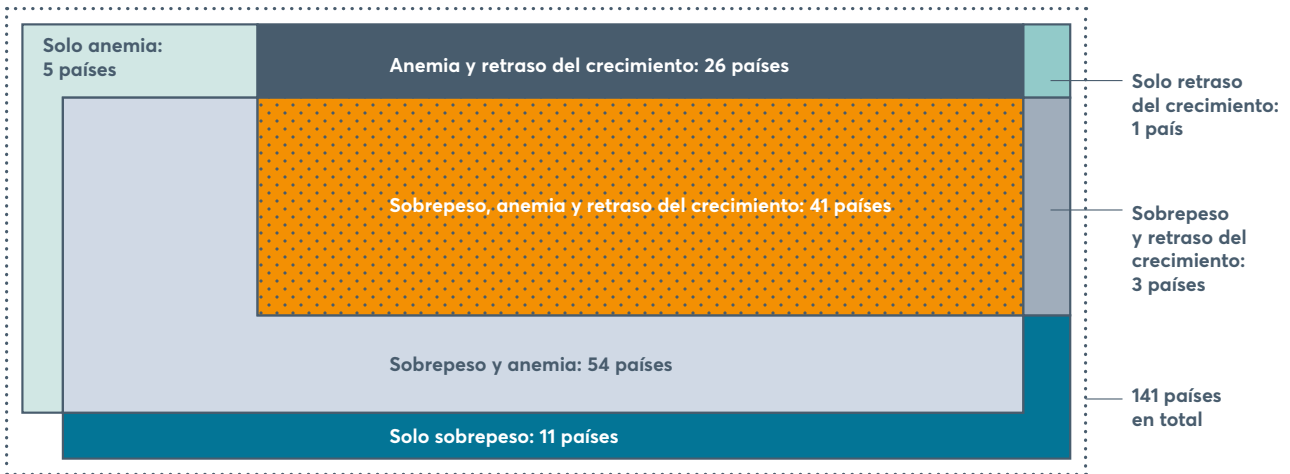 Solo anemia:
5 países
Anemia y retraso del crecimiento: 26 países
Solo retraso
del crecimiento:
1 país
Sobrepeso, anemia y retraso del crecimiento: 41 países
Sobrepeso
y retraso del
crecimiento:
3 países
Sobrepeso y anemia: 54 países
141 países
en total
Solo sobrepeso: 11 países